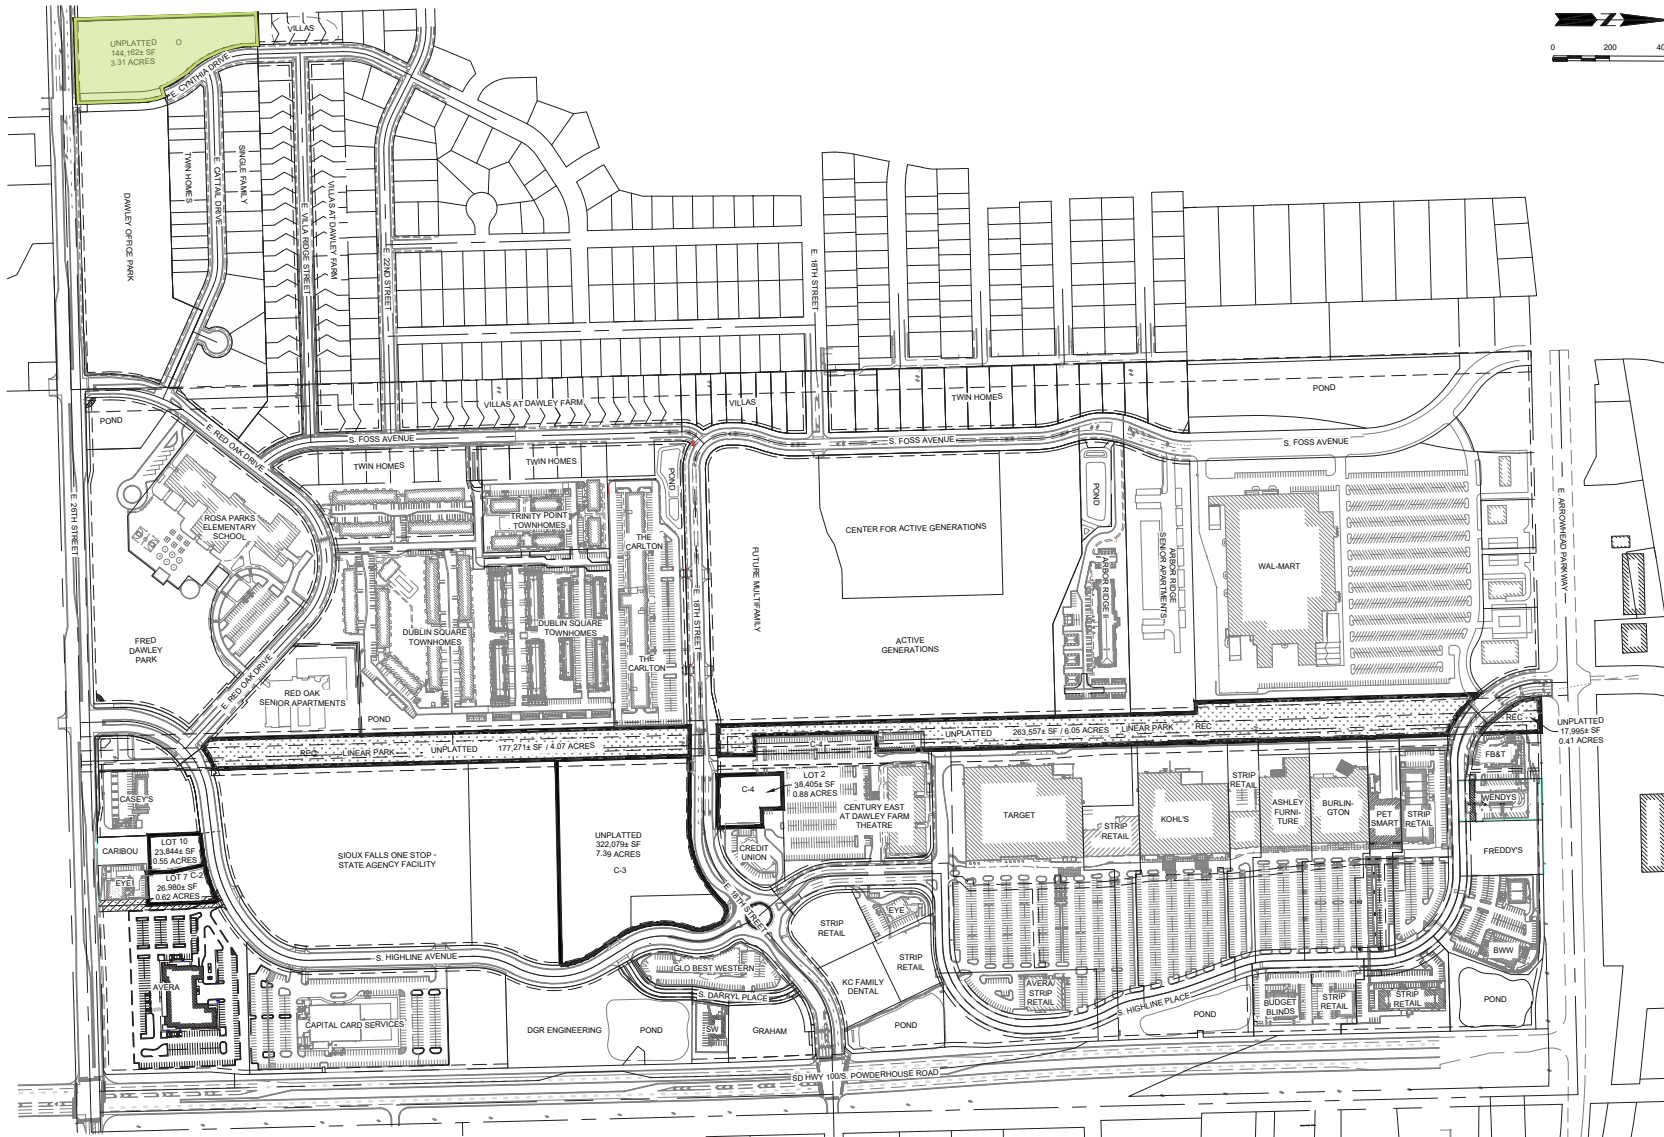 UNPLATTED O
144,162± SF
3.31 ACRES
VILLAS
E. CYNTHIA DRIVE
Z
0 200 40
TWIN HOMES
E. CATTAIL DRIVE
SINGLE FAMILY
E. VILLA RIDGE STREET
VILLAS AT DAWLEY FARM
E. 22ND STREET
DAWLEY OFFICE PARK
E. 18TH STREET
POND
VILLAS AT DAWLEY FARM
VILLAS
TWIN HOMES
POND
E. RED OAK DRIVE
S. FOSS AVENUE
S. FOSS AVENUE
S. FOSS AVENUE
TWIN HOMES
TWIN HOMES
POND
POND
E. 26TH STREET
ROSA PARKS
ELEMENTARY
SCHOOL
TRINITY POINT
TOWNHOMES
THE
CARLTON
CENTER FOR ACTIVE GENERATIONS
FUTURE MULTIFAMILY
E. 18TH STREET
ARBOR RIDGE
ARBOR RIDGE
SENIOR APARTMENTS
WAL-MART
E. ARROWHEAD PARKWAY
DUBLIN SQUARE
TOWNHOMES
DUBLIN SQUARE
TOWNHOMES
FRED
DAWLEY
PARK
THE
CARLTON
ACTIVE
GENERATIONS
E. RED OAK DRIVE
RED OAK
SENIOR APARTMENTS
POND
REC LINEAR PARK UNPLATTED 177,271± SF / 4.07 ACRES
UNPLATTED 263,557± SF / 6.05 ACRES LINEAR PARK REC
REC
UNPLATTED
17,995± SF
0.41 ACRES
C-4
LOT 2
38,405± SF
0.88 ACRES
C-4
CENTURY EAST
AT DAWLEY FARM
THEATRE
CREDIT
UNION
TARGET
STRIP
RETAIL
KOHL'S
STRIP
RETAIL
ASHLEY
FURNI-
TURE
BURLIN-
GTON
PET
SMART
STRIP
RETAIL
FB&T
WENDYS
FREDDY'S
CASEY'S
CARIBOU
LOT 10
23,844± SF
0.55 ACRES
EYE
LOT 7 C-2
26,980± SF
0.62 ACRES
SIOUX FALLS ONE STOP -
STATE AGENCY FACILITY
UNPLATTED
322,079± SF
7.39 ACRES
C-3
E. 18TH STREET
EYE
STRIP
RETAIL
STRIP
RETAIL
KC FAMILY
DENTAL
BWW
S. HIGHLINE AVENUE
GLO BEST WESTERN
S. DARRYL PLACE
AVERA
CAPITAL CARD SERVICES
DGR ENGINEERING
POND
SW
GRAHAM
POND
AVERA
STRIP
RETAIL
S. HIGHLINE PLACE
POND
BUDGET
BLINDS
STRIP
RETAIL
STRIP
RETAIL
POND
SD HWY 100/S. POWDERHOUSE ROAD